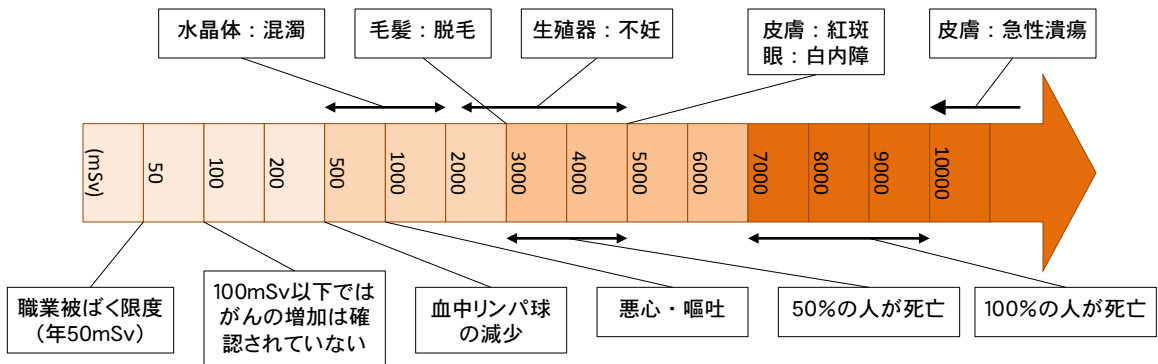 水晶体：混濁
毛髪：脱毛
生殖器：不妊
皮膚：紅斑
眼：白内障
皮膚：急性潰瘍
(mSv)
50
100
200
500
1000
2000
3000
4000
5000
6000
7000
8000
9000
10000
職業被ばく限度
（年50mSv）
100mSv以下では
がんの増加は確
認されていない
血中リンパ球
の減少
悪心・嘔吐
50%の人が死亡
100%の人が死亡